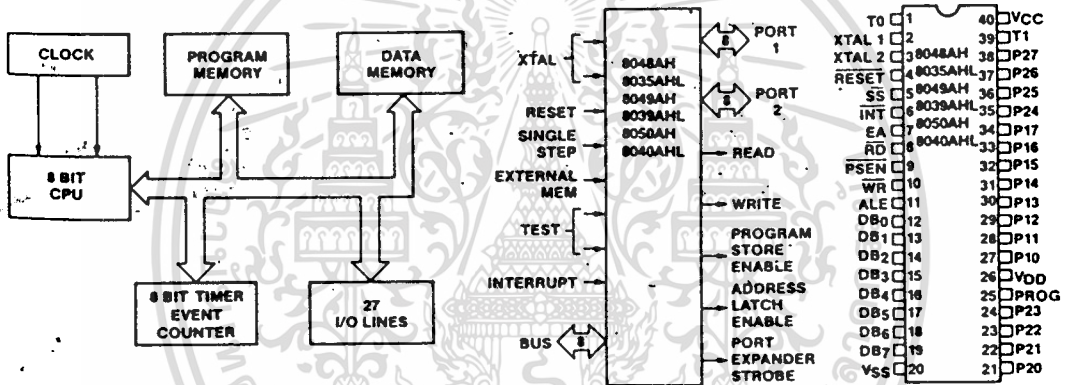 CLOCK
PROGRAM
MEMORY
DATA
MEMORY
8 BIT
CPU
8 BIT TIMER
EVENT
COUNTER
27
I/O LINES
XTAL
RESET
SINGLE
STEP
EXTERNAL
MEM
TEST
INTERRUPT
BUS
8
8048AH
8035AHL
8049AH
8039AHL
8050AH
8040AHL
8
PORT
1
8
PORT
2
READ
WRITE
PROGRAM
STORE
ENABLE
ADDRESS
LATCH
ENABLE
PORT
EXPANDER
STROBE
T0 1
XTAL 1 2
XTAL 2 3
RESET 4
SS 5
INT 6
EA 7
RD 8
PSEN 9
WR 10
ALE 11
DB0 12
DB1 13
DB2 14
DB3 15
DB4 16
DB5 17
DB6 18
DB7 19
VSS 20
8048AH
8035AHL
8049AH
8039AHL
8050AH
8040AHL
40 VCC
39 T1
38 P27
37 P26
36 P25
35 P24
34 P17
33 P16
32 P15
31 P14
30 P13
29 P12
28 P11
27 P10
26 VDD
25 PROG
24 P23
23 P22
22 P21
21 P20